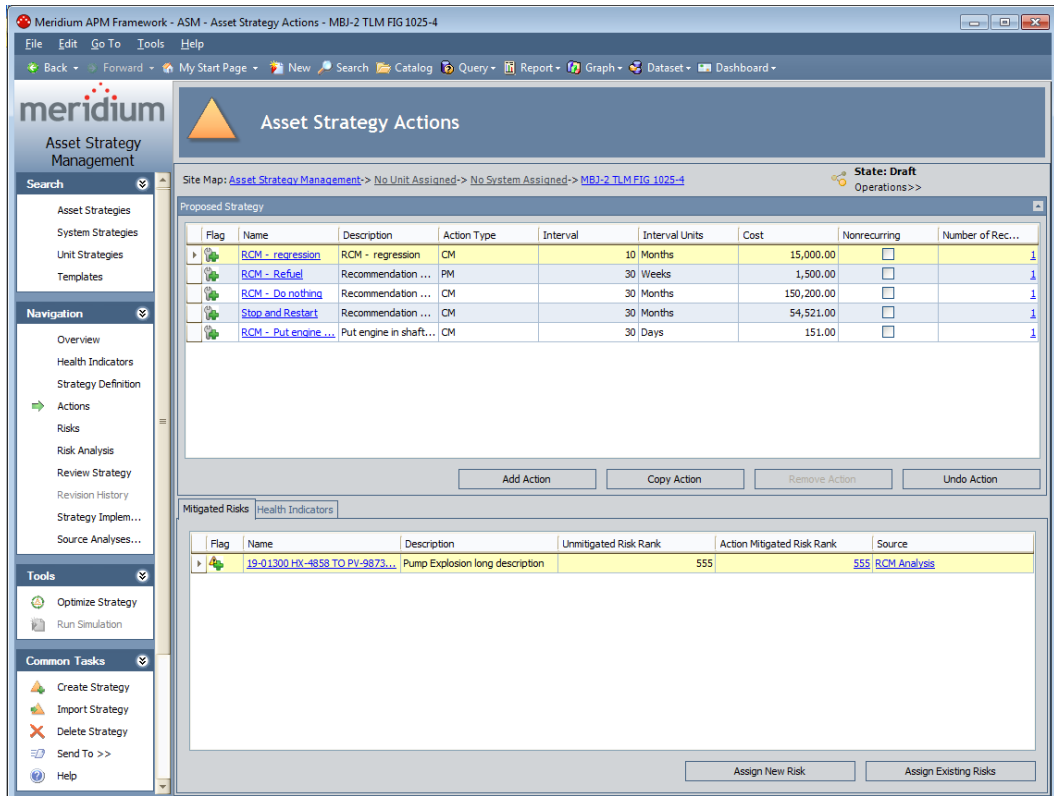 Meridium APM Framework - ASM - Asset Strategy Actions - MBJ-2 TLM FIG 1025-4
File Edit Go To Tools Help
Back Forward My Start Page New Search Catalog Query Report Graph Dataset Dashboard
meridium
Asset Strategy
Management
Asset Strategy Actions
Site Map: Asset Strategy Management-> No Unit Assigned-> No System Assigned-> MBJ-2 TLM FIG 1025-4
State: Draft
Operations>>
Search
Asset Strategies
System Strategies
Unit Strategies
Templates
Navigation
Overview
Health Indicators
Strategy Definition
Actions
Risks
Risk Analysis
Review Strategy
Revision History
Strategy Implem...
Source Analyses...
Tools
Optimize Strategy
Run Simulation
Common Tasks
Create Strategy
Import Strategy
Delete Strategy
Send To >>
Help
Proposed Strategy
Flag Name Description Action Type Interval Interval Units Cost Nonrecurring Number of Rec...
RCM - regression RCM - regression CM 10 Months 15,000.00 1
RCM - Refuel Recommendation ... PM 30 Weeks 1,500.00 1
RCM - Do nothing Recommendation ... CM 30 Months 150,200.00 1
Stop and Restart Recommendation ... CM 30 Months 54,521.00 1
RCM - Put engine ... Put engine in shaft... CM 30 Days 151.00 1
Add Action Copy Action Remove Action Undo Action
Mitigated Risks Health Indicators
Flag Name Description Unmitigated Risk Rank Action Mitigated Risk Rank Source
19-01300 HX-4858 TO PV-9873... Pump Explosion long description 555 555 RCM Analysis
Assign New Risk Assign Existing Risks